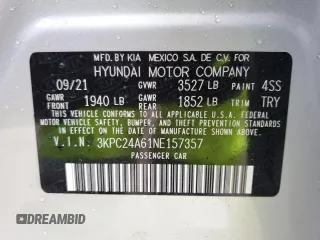 MFD. BY KIA MEXICO S.A. DE C.V. FOR
HYUNDAI MOTOR COMPANY
09/21 GVWR 3527 LB PAINT 4SS
GAWR FRONT 1940 LB GAWR REAR 1852 LB TRIM TRY
THIS VEHICLE CONFORMS TO ALL APPLICABLE FEDERAL
MOTOR VEHICLE SAFETY, BUMPER, AND THEFT PREVENTION
STANDARDS IN EFFECT ON THE DATE OF MANUFACTURE
SHOWN ABOVE.
V.I.N. 3KPC24A61NE157357
PASSENGER CAR
DREAMBID
DREAMBID.COM